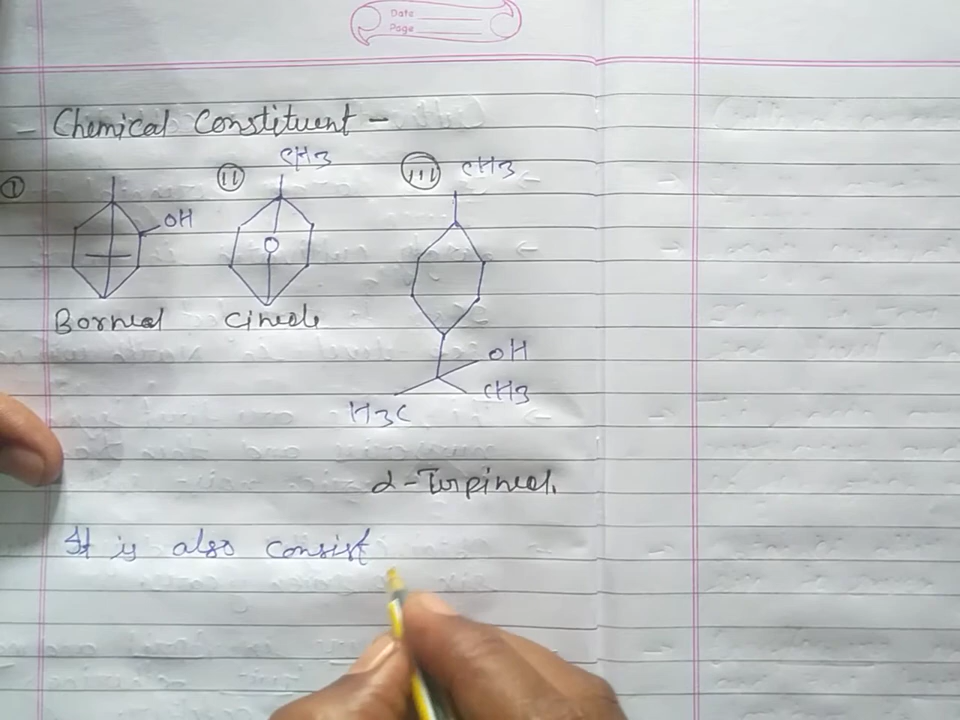 Date
Page
- Chemical Constituent -
I
II
III
CH3
CH3
OH
O
Borneol
Cineole
OH
CH3
H3C
α-Terpineol.
It is also consist